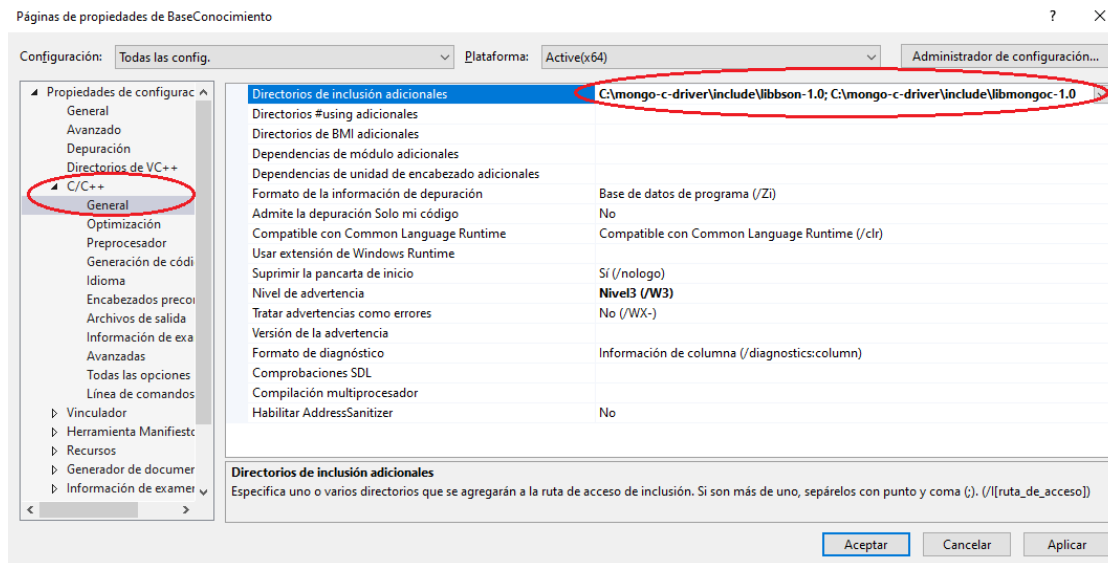 Páginas de propiedades de BaseConocimiento
? ×
Configuración: Todas las config. Plataforma: Active(x64) Administrador de configuración...
Propiedades de configurac
General
Avanzado
Depuración
Directorios de VC++
C/C++
General
Optimización
Preprocesador
Generación de códi
Idioma
Encabezados precor
Archivos de salida
Información de exa
Avanzadas
Todas las opciones
Línea de comandos
Vinculador
Herramienta Manifiesto
Recursos
Generador de documer
Información de examer
Directorios de inclusión adicionales C:\mongo-c-driver\include\libbson-1.0; C:\mongo-c-driver\include\libmongoc-1.0
Directorios #using adicionales
Directorios de BMI adicionales
Dependencias de módulo adicionales
Dependencias de unidad de encabezado adicionales
Formato de la información de depuración Base de datos de programa (/Zi)
Admite la depuración Solo mi código No
Compatible con Common Language Runtime Compatible con Common Language Runtime (/clr)
Usar extensión de Windows Runtime
Suprimir la pancarta de inicio Sí (/nologo)
Nivel de advertencia Nivel3 (/W3)
Tratar advertencias como errores No (/WX-)
Versión de la advertencia
Formato de diagnóstico Información de columna (/diagnostics:column)
Comprobaciones SDL
Compilación multiprocesador
Habilitar AddressSanitizer No
Directorios de inclusión adicionales
Especifica uno o varios directorios que se agregarán a la ruta de acceso de inclusión. Si son más de uno, sepárelos con punto y coma (;). (/I[ruta_de_acceso])
Aceptar Cancelar Aplicar